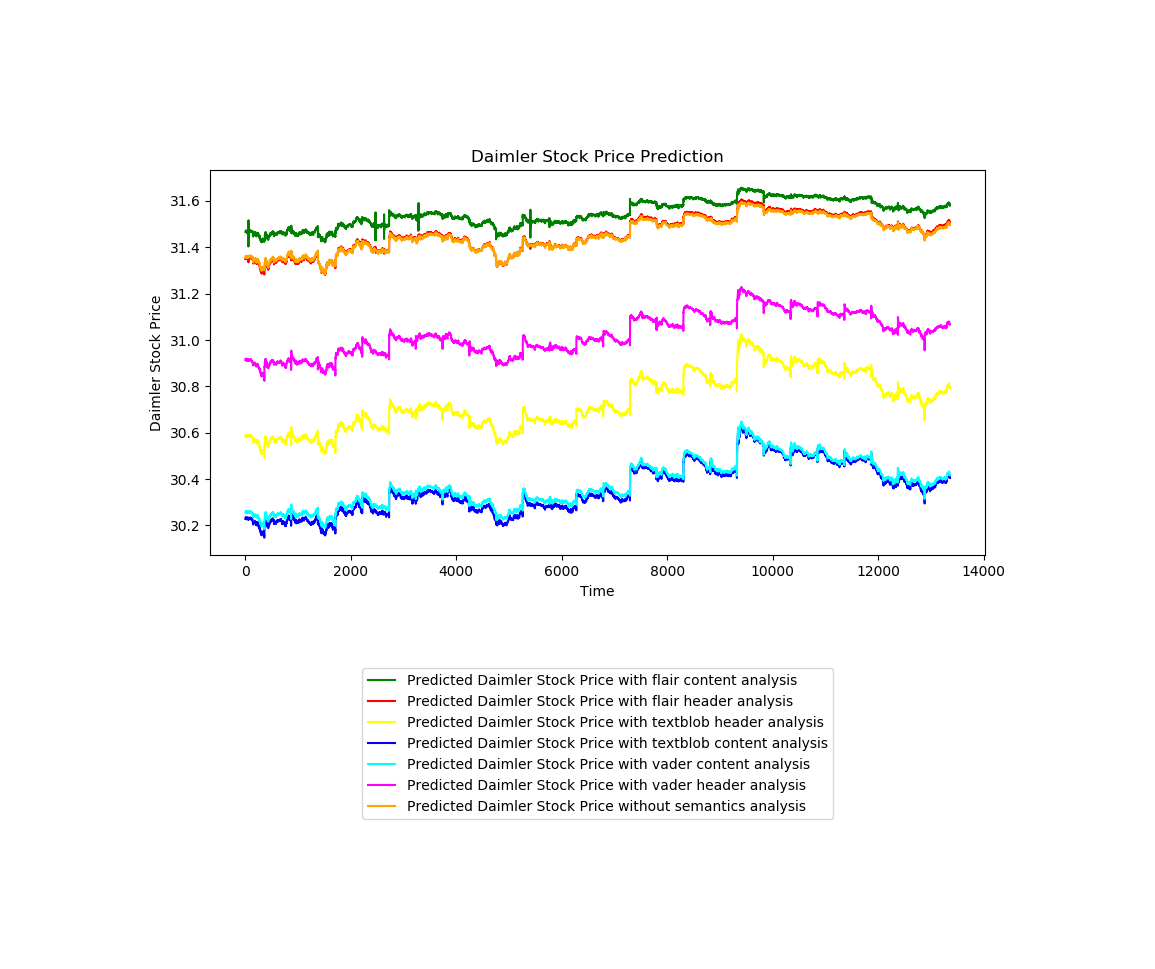 Daimler Stock Price Prediction
31.6
31.4
31.2
31.0
30.8
30.6
30.4
30.2
Daimler Stock Price
0 2000 4000 6000 8000 10000 12000 14000
Time
Predicted Daimler Stock Price with flair content analysis
Predicted Daimler Stock Price with flair header analysis
Predicted Daimler Stock Price with textblob header analysis
Predicted Daimler Stock Price with textblob content analysis
Predicted Daimler Stock Price with vader content analysis
Predicted Daimler Stock Price with vader header analysis
Predicted Daimler Stock Price without semantics analysis